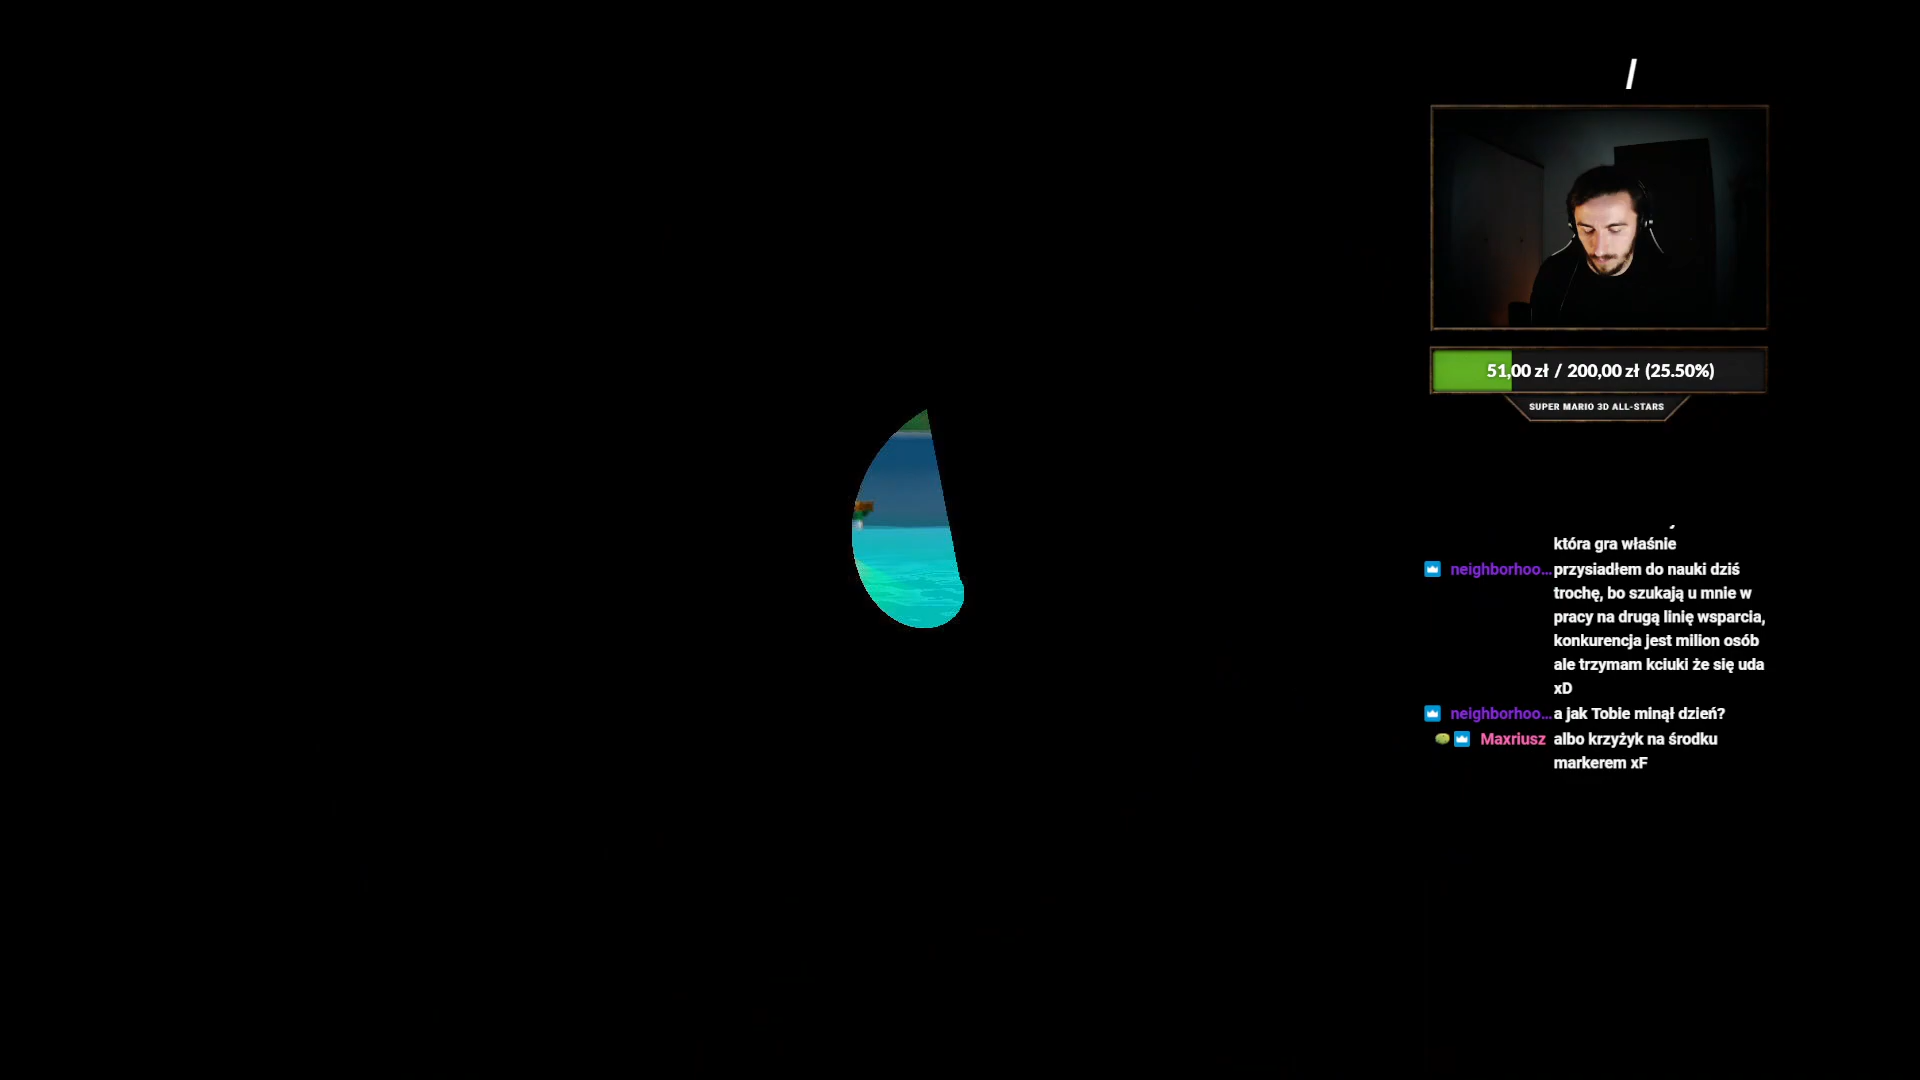 /
51,00 zł / 200,00 zł (25.50%)
SUPER MARIO 3D ALL-STARS
która gra właśnie
neighborhoo... przysiadłem do nauki dziś
trochę, bo szukają u mnie w
pracy na drugą linię wsparcia,
konkurencja jest milion osób
ale trzymam kciuki że się uda
xD
neighborhoo... a jak Tobie minął dzień?
Maxriusz albo krzyżyk na środku
markerem xF